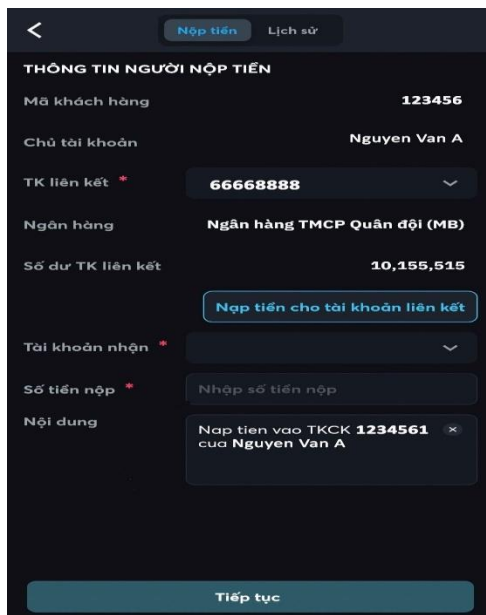 Nộp tiền Lịch sử
THÔNG TIN NGƯỜI NỘP TIỀN
Mã khách hàng 123456
Chủ tài khoản Nguyen Van A
TK liên kết * 66668888
Ngân hàng Ngân hàng TMCP Quân đội (MB)
Số dư TK liên kết 10,155,515
Nạp tiền cho tài khoản liên kết
Tài khoản nhận *
Số tiền nộp * Nhập số tiền nộp
Nội dung Nap tien vao TKCK 1234561
cua Nguyen Van A
Tiếp tục